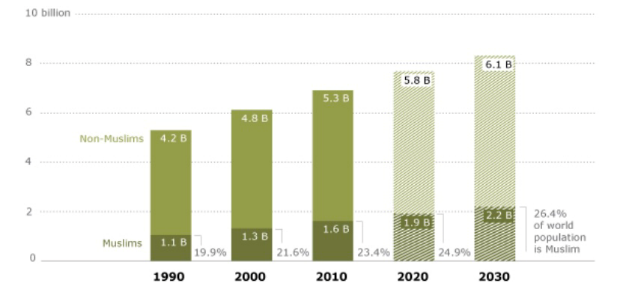 10 billion
8
6.1 B
5.8 B
6
5.3 B
4.8 B
Non-Muslims
4.2 B
4
2
2.2 B
26.4%
of world
population
is Muslim
1.9 B
1.6 B
1.3 B
Muslims
1.1 B
19.9%
21.6%
23.4%
24.9%
0
1990
2000
2010
2020
2030